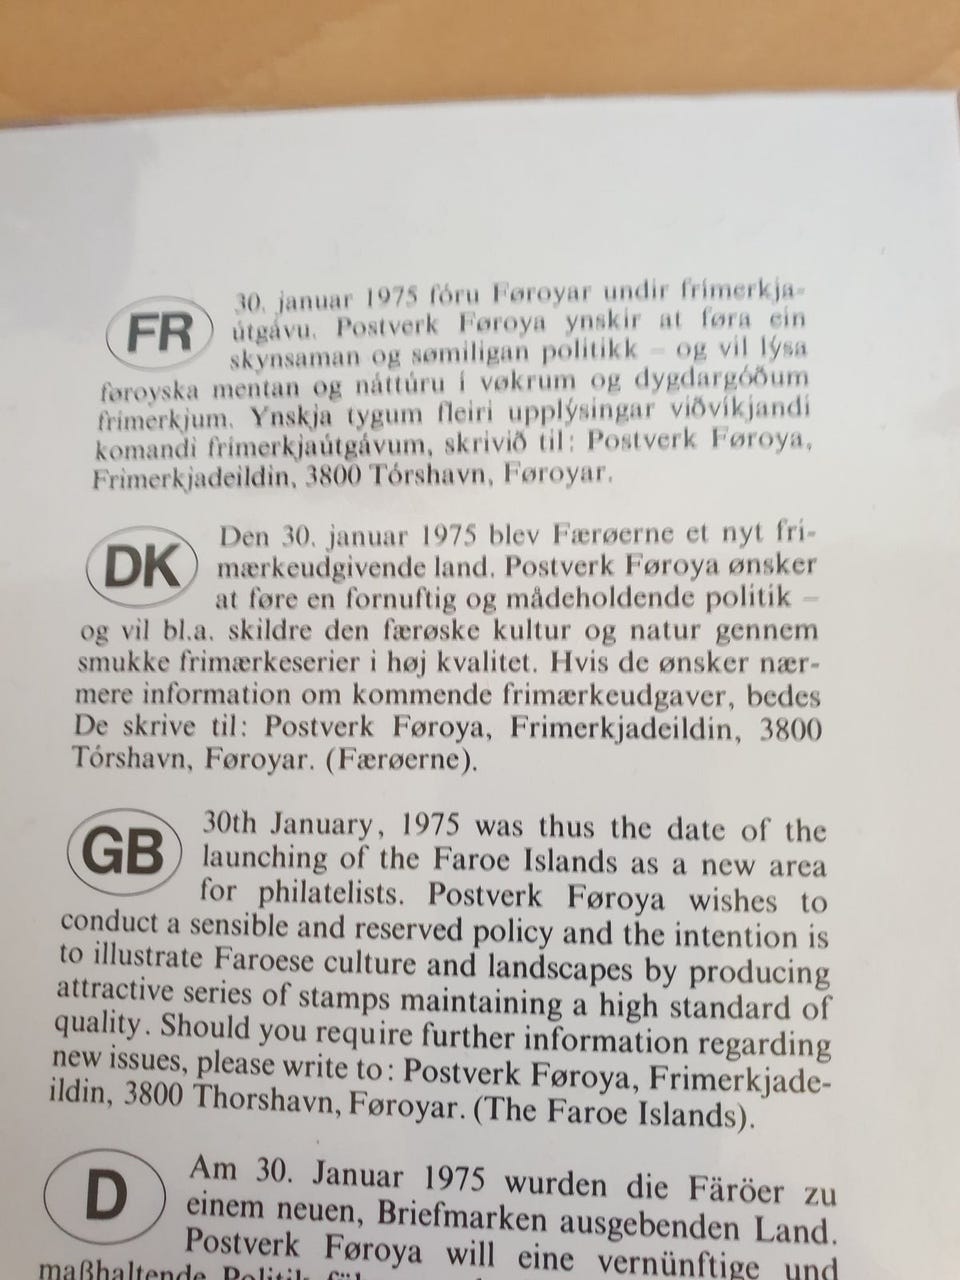 FR
30. januar 1975 fóru Føroyar undir frímerkja-
útgávu. Postverk Føroya ynskir at føra ein
skynsaman og sømiligan politikk – og vil lýsa
føroyska mentan og náttúru í vøkrum og dygdargóðum
frímerkjum. Ynskja tygum fleiri upplýsingar viðvíkjandi
komandi frímerkjaútgávum, skrivið til: Postverk Føroya,
Frimerkjadeildin, 3800 Tórshavn, Føroyar.
DK
Den 30. januar 1975 blev Færøerne et nyt fri-
mærkeudgivende land. Postverk Føroya ønsker
at føre en fornuftig og mådeholdende politik –
og vil bl.a. skildre den færøske kultur og natur gennem
smukke frimærkeserier i høj kvalitet. Hvis de ønsker nær-
mere information om kommende frimærkeudgaver, bedes
De skrive til: Postverk Føroya, Frimerkjadeildin, 3800
Tórshavn, Føroyar. (Færøerne).
GB
30th January, 1975 was thus the date of the
launching of the Faroe Islands as a new area
for philatelists. Postverk Føroya wishes to
conduct a sensible and reserved policy and the intention is
to illustrate Faroese culture and landscapes by producing
attractive series of stamps maintaining a high standard of
quality. Should you require further information regarding
new issues, please write to: Postverk Føroya, Frimerkjade-
ildin, 3800 Thorshavn, Føroyar. (The Faroe Islands).
D
Am 30. Januar 1975 wurden die Färöer zu
einem neuen, Briefmarken ausgebenden Land.
Postverk Føroya will eine vernünftige und
maßhaltende Politik